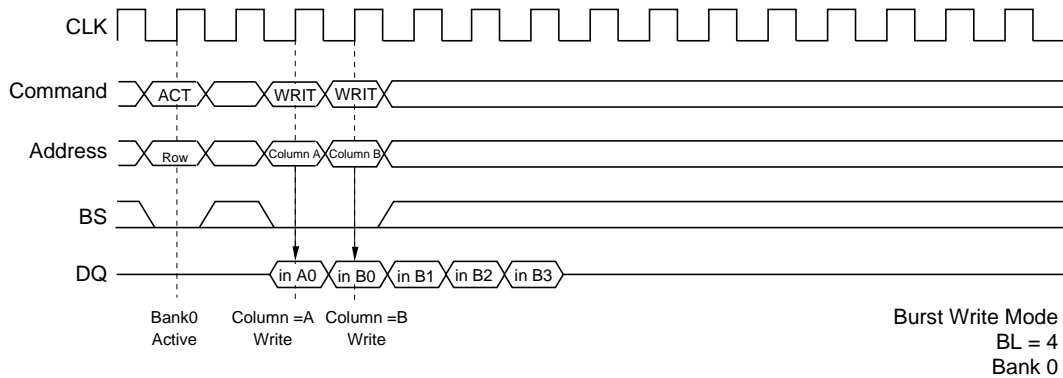 CLK
Command ACT WRIT WRIT
Address Row Column A Column B
BS
DQ in A0 in B0 in B1 in B2 in B3
Bank0 Column =A Column =B
Active Write Write
Burst Write Mode
BL = 4
Bank 0